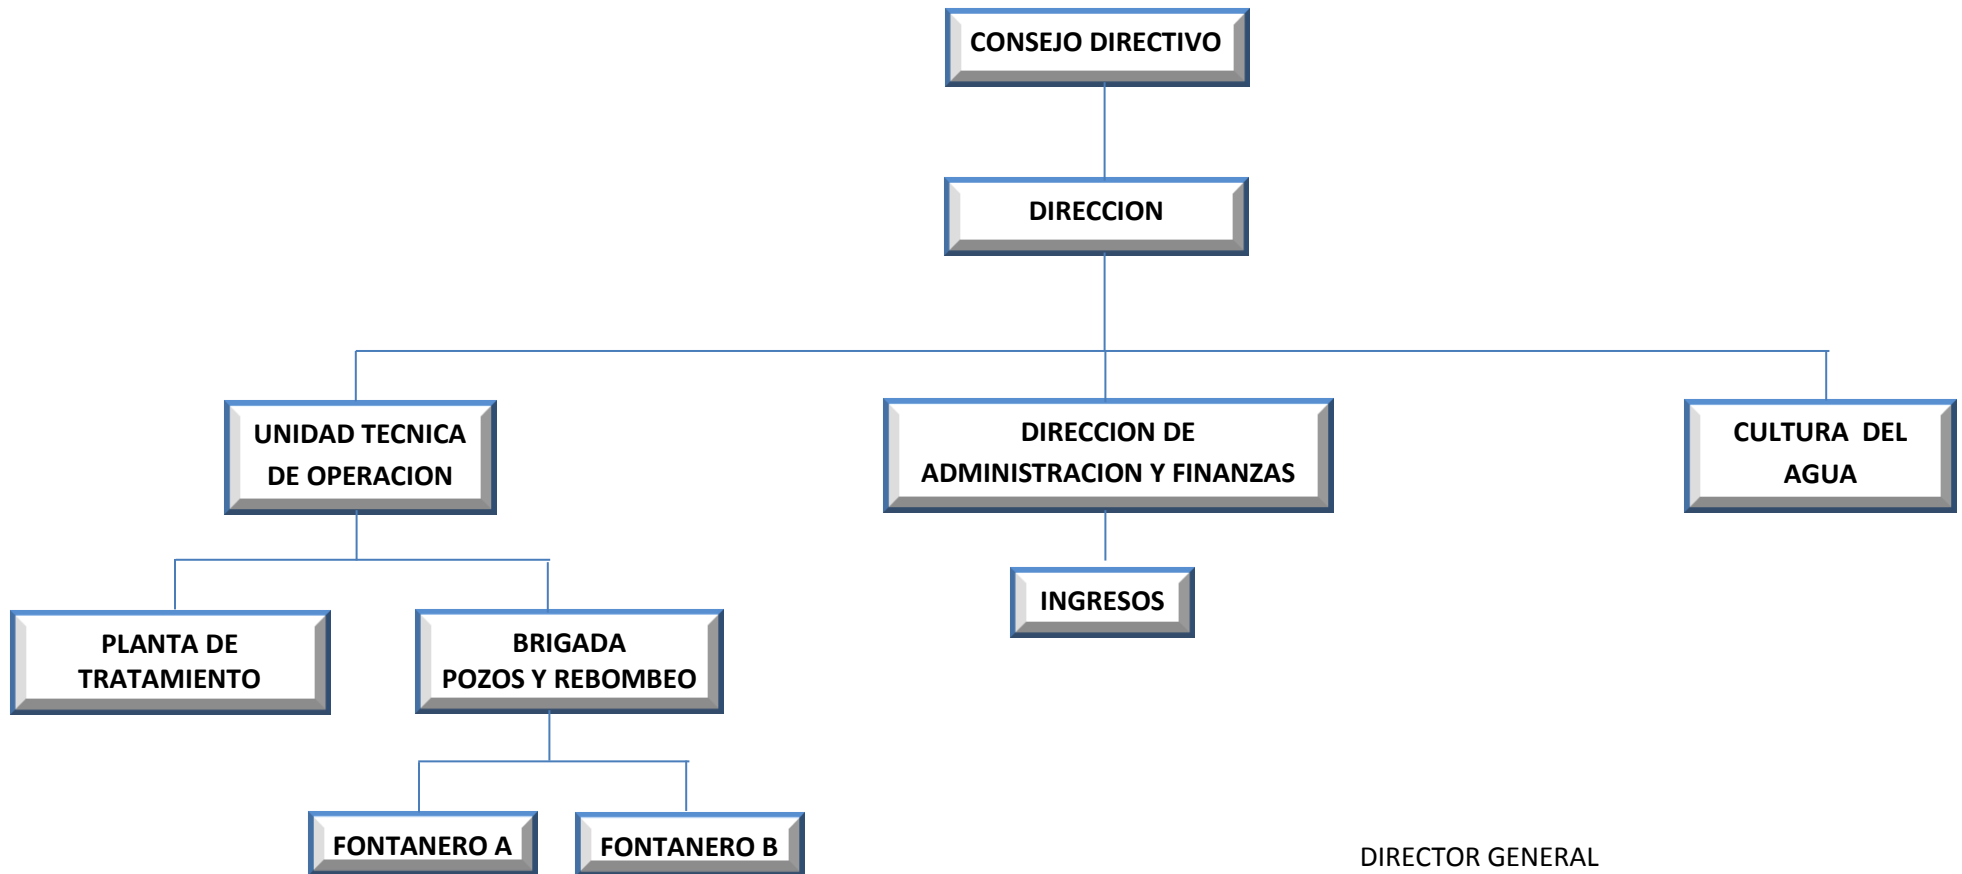 CONSEJO DIRECTIVO
DIRECCION
UNIDAD TECNICA
DE OPERACION
DIRECCION DE
ADMINISTRACION Y FINANZAS
CULTURA DEL
AGUA
PLANTA DE
TRATAMIENTO
BRIGADA
POZOS Y REBOMBEO
INGRESOS
FONTANERO A
FONTANERO B
DIRECTOR GENERAL